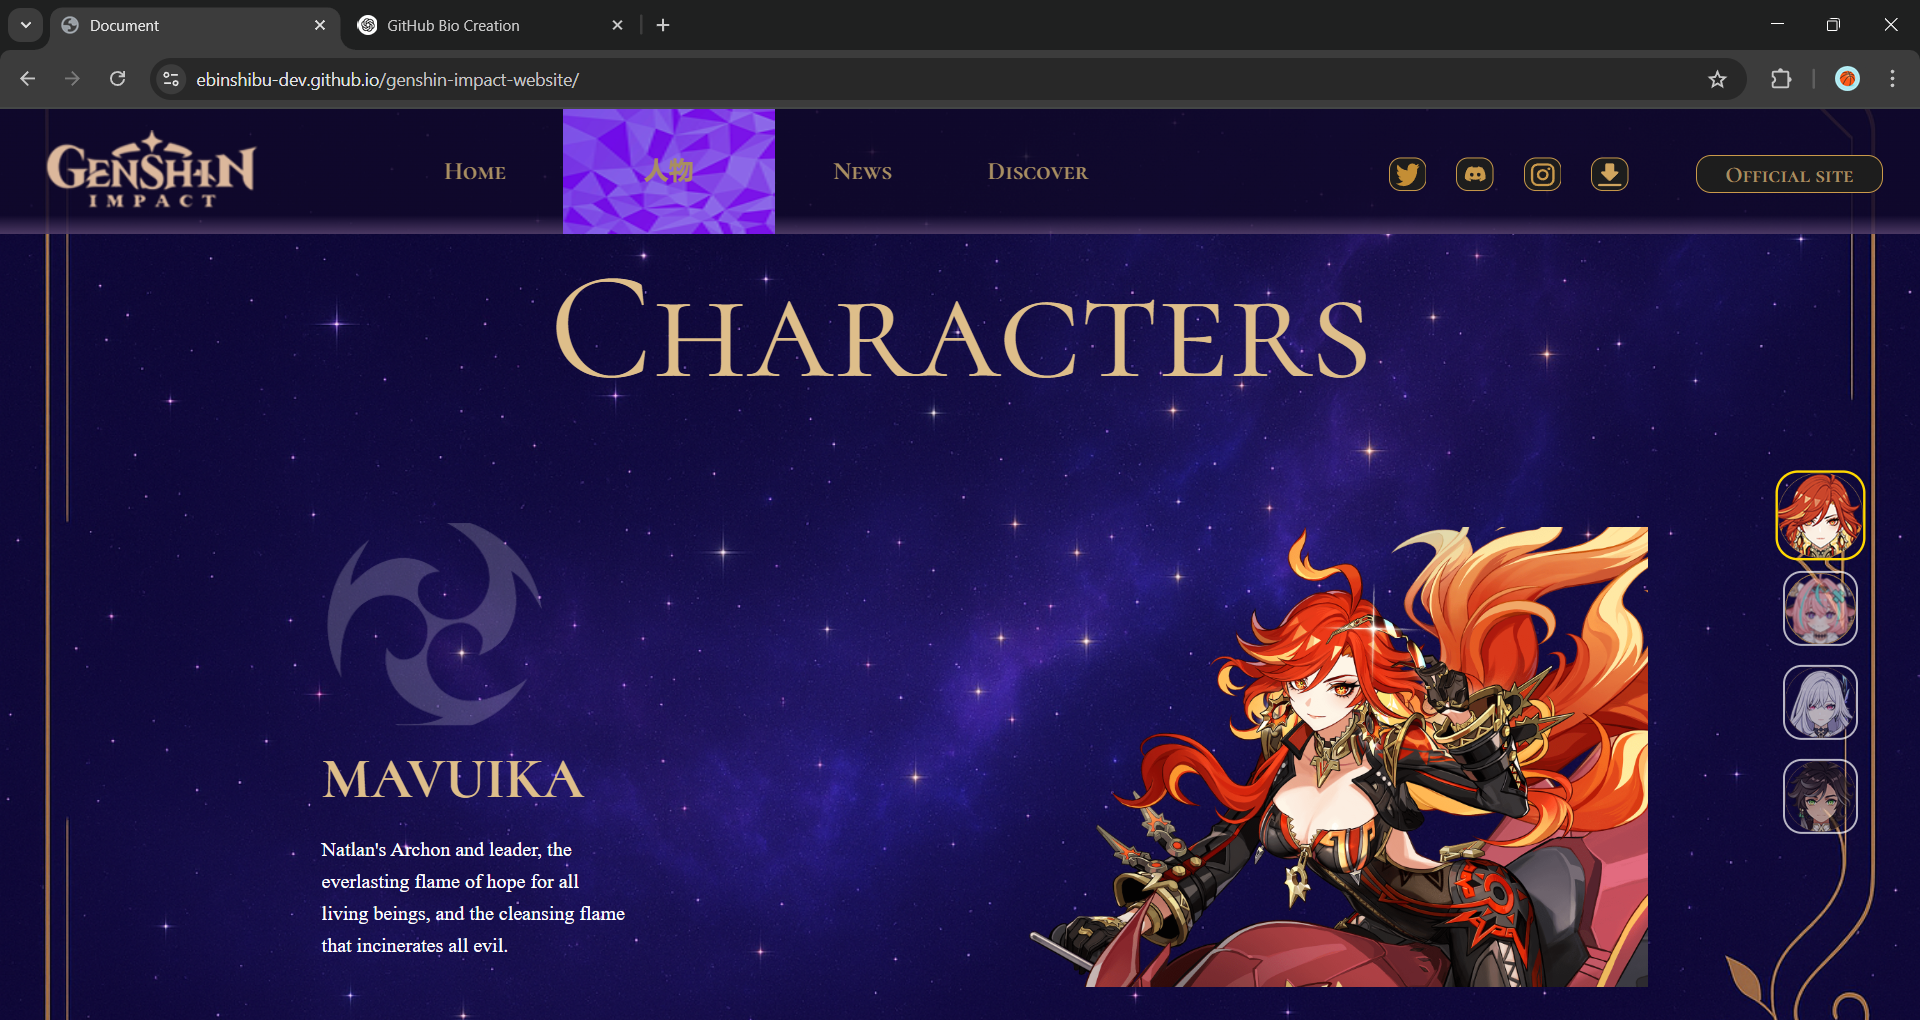 Document
GitHub Bio Creation
ebinshibu-dev.github.io/genshin-impact-website/
GENSHIN
IMPACT
HOME
人物
NEWS
DISCOVER
OFFICIAL SITE
CHARACTERS
MAVUIKA
Natlan's Archon and leader, the
everlasting flame of hope for all
living beings, and the cleansing flame
that incinerates all evil.